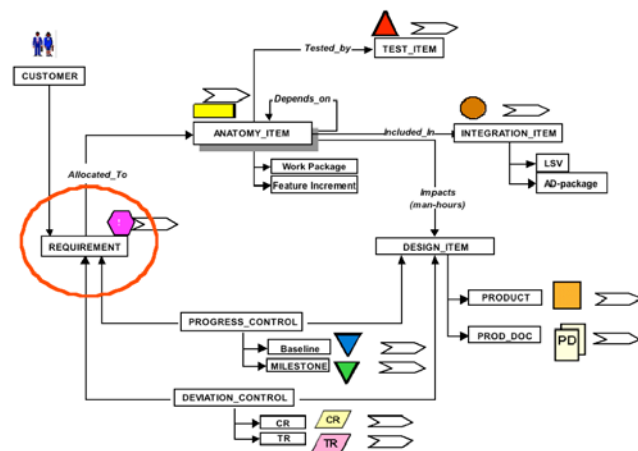 Tested_by
TEST_ITEM
CUSTOMER
Depends_on
ANATOMY_ITEM
Included_In
INTEGRATION_ITEM
Work Package
Feature Increment
LSV
AD-package
Allocated_To
Impacts
(man-hours)
!
REQUIREMENT
DESIGN_ITEM
PRODUCT
PROGRESS_CONTROL
Baseline
MILESTONE
PROD_DOC
PD
DEVIATION_CONTROL
CR
CR
TR
TR